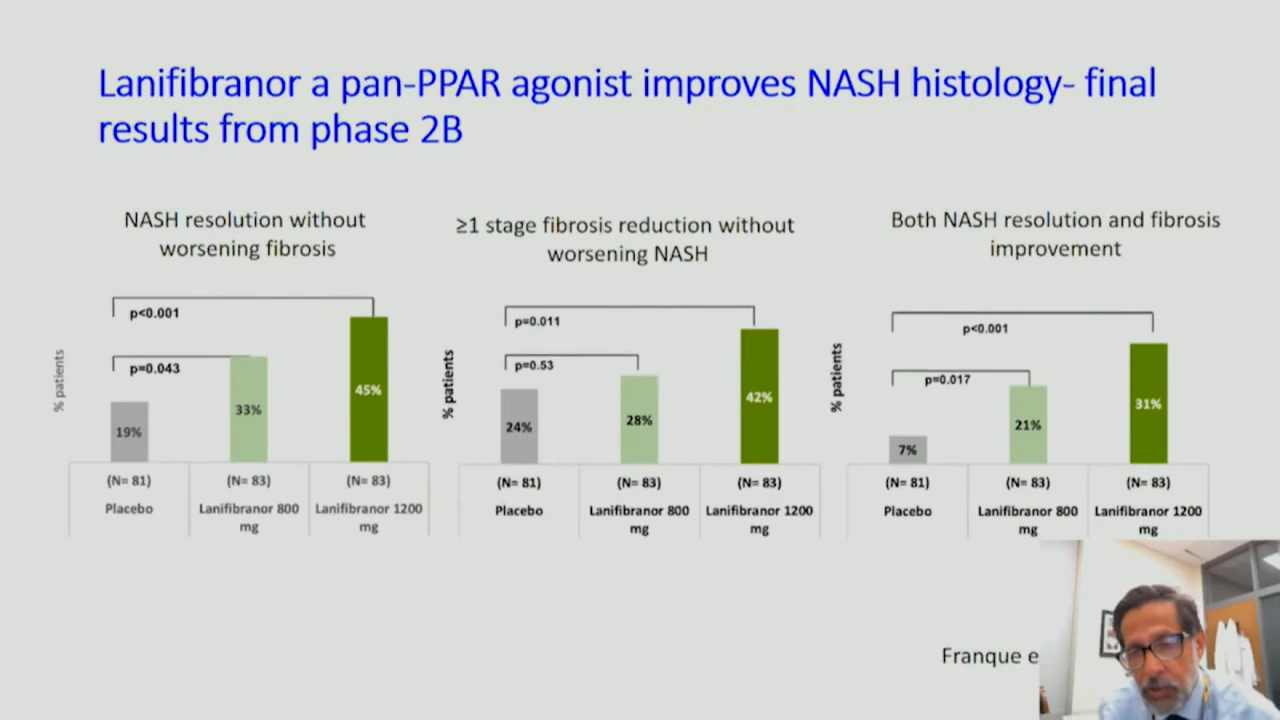 Lanifibranor a pan-PPAR agonist improves NASH histology- final
results from phase 2B
NASH resolution without
worsening fibrosis
p<0.001
p=0.043
% patients
19%
33%
45%
(N= 81)
(N= 83)
(N= 83)
Placebo
Lanifibranor 800
mg
Lanifibranor 1200
mg
≥1 stage fibrosis reduction without
worsening NASH
p=0.011
p=0.53
% patients
24%
28%
42%
(N= 81)
(N= 83)
(N= 83)
Placebo
Lanifibranor 800
mg
Lanifibranor 1200
mg
Both NASH resolution and fibrosis
improvement
p<0.001
p=0.017
% patients
7%
21%
31%
(N= 81)
(N= 83)
(N= 83)
Placebo
Lanifibranor 800
mg
Lanifibranor 1200
mg
Franque e